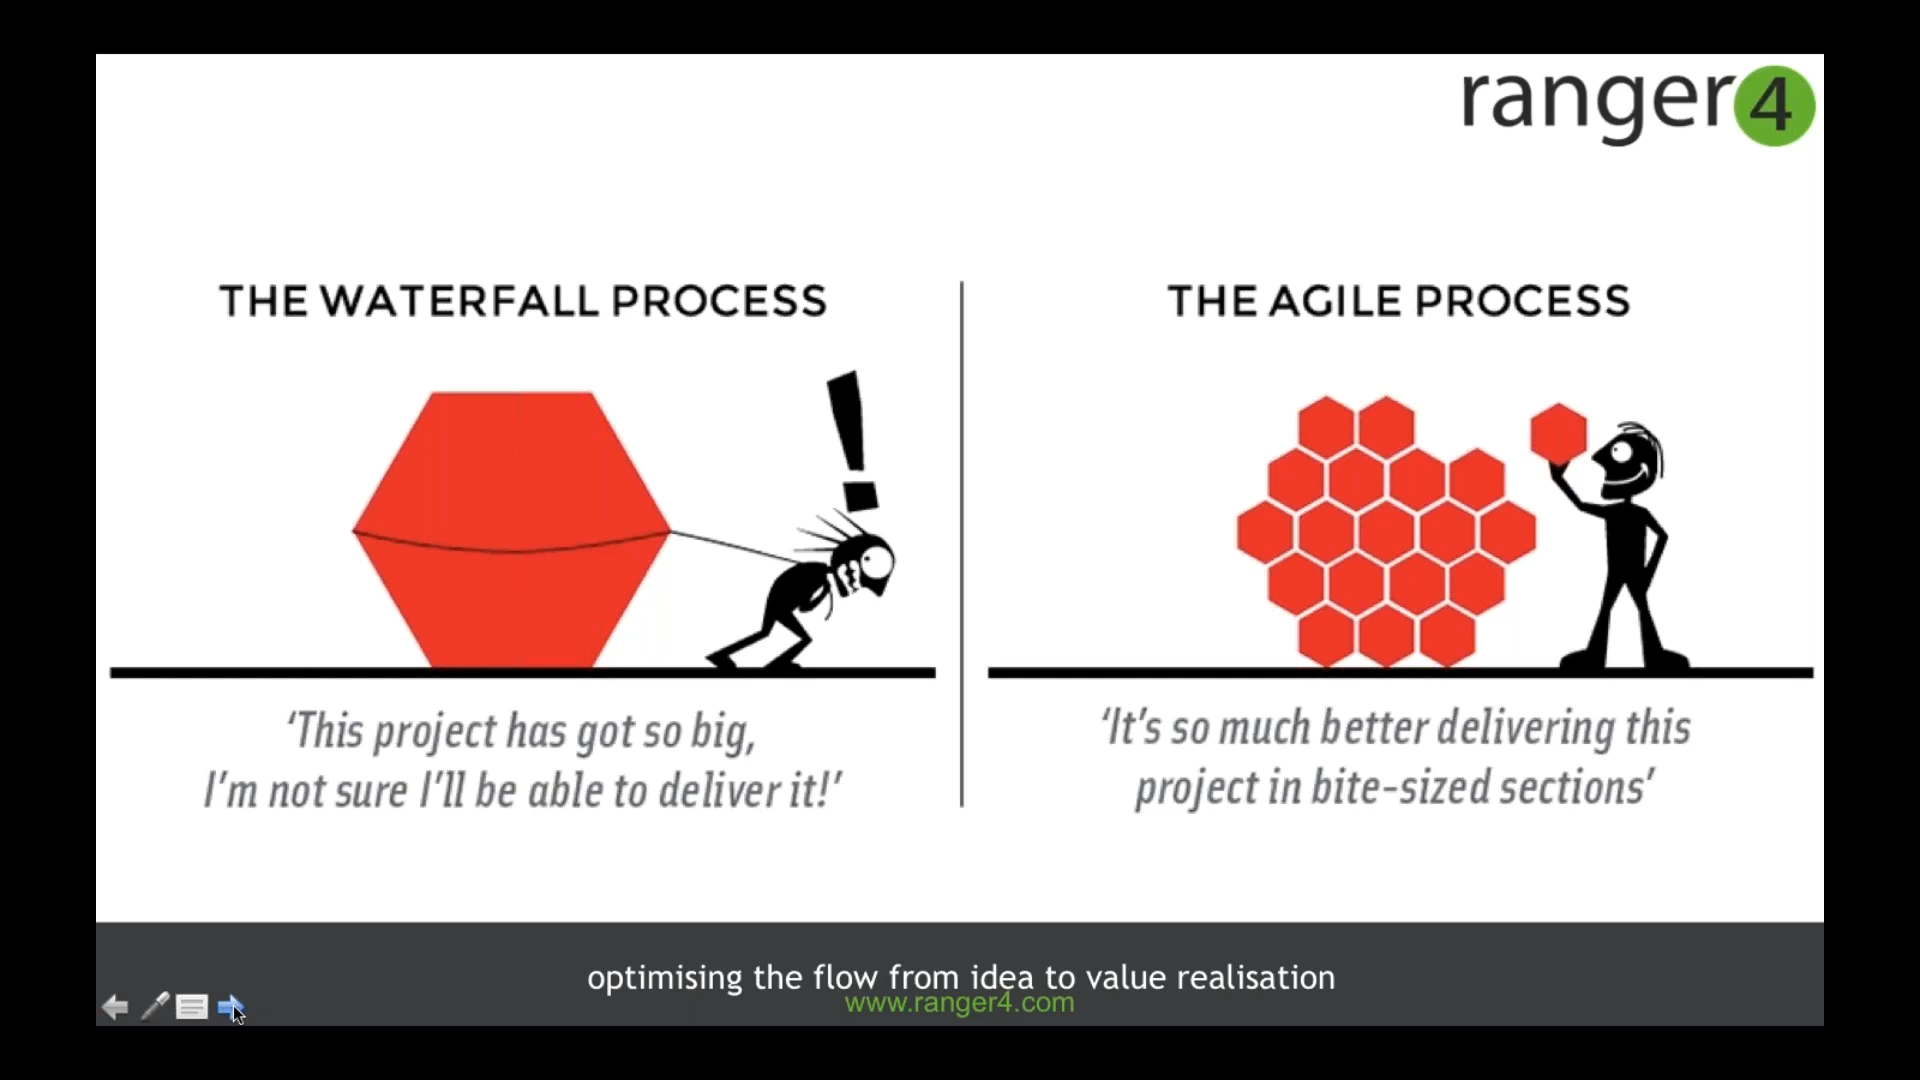 ranger4
THE WATERFALL PROCESS
!
‘This project has got so big,
I’m not sure I’ll be able to deliver it!’
THE AGILE PROCESS
‘It’s so much better delivering this
project in bite-sized sections’
optimising the flow from idea to value realisation
www.ranger4.com